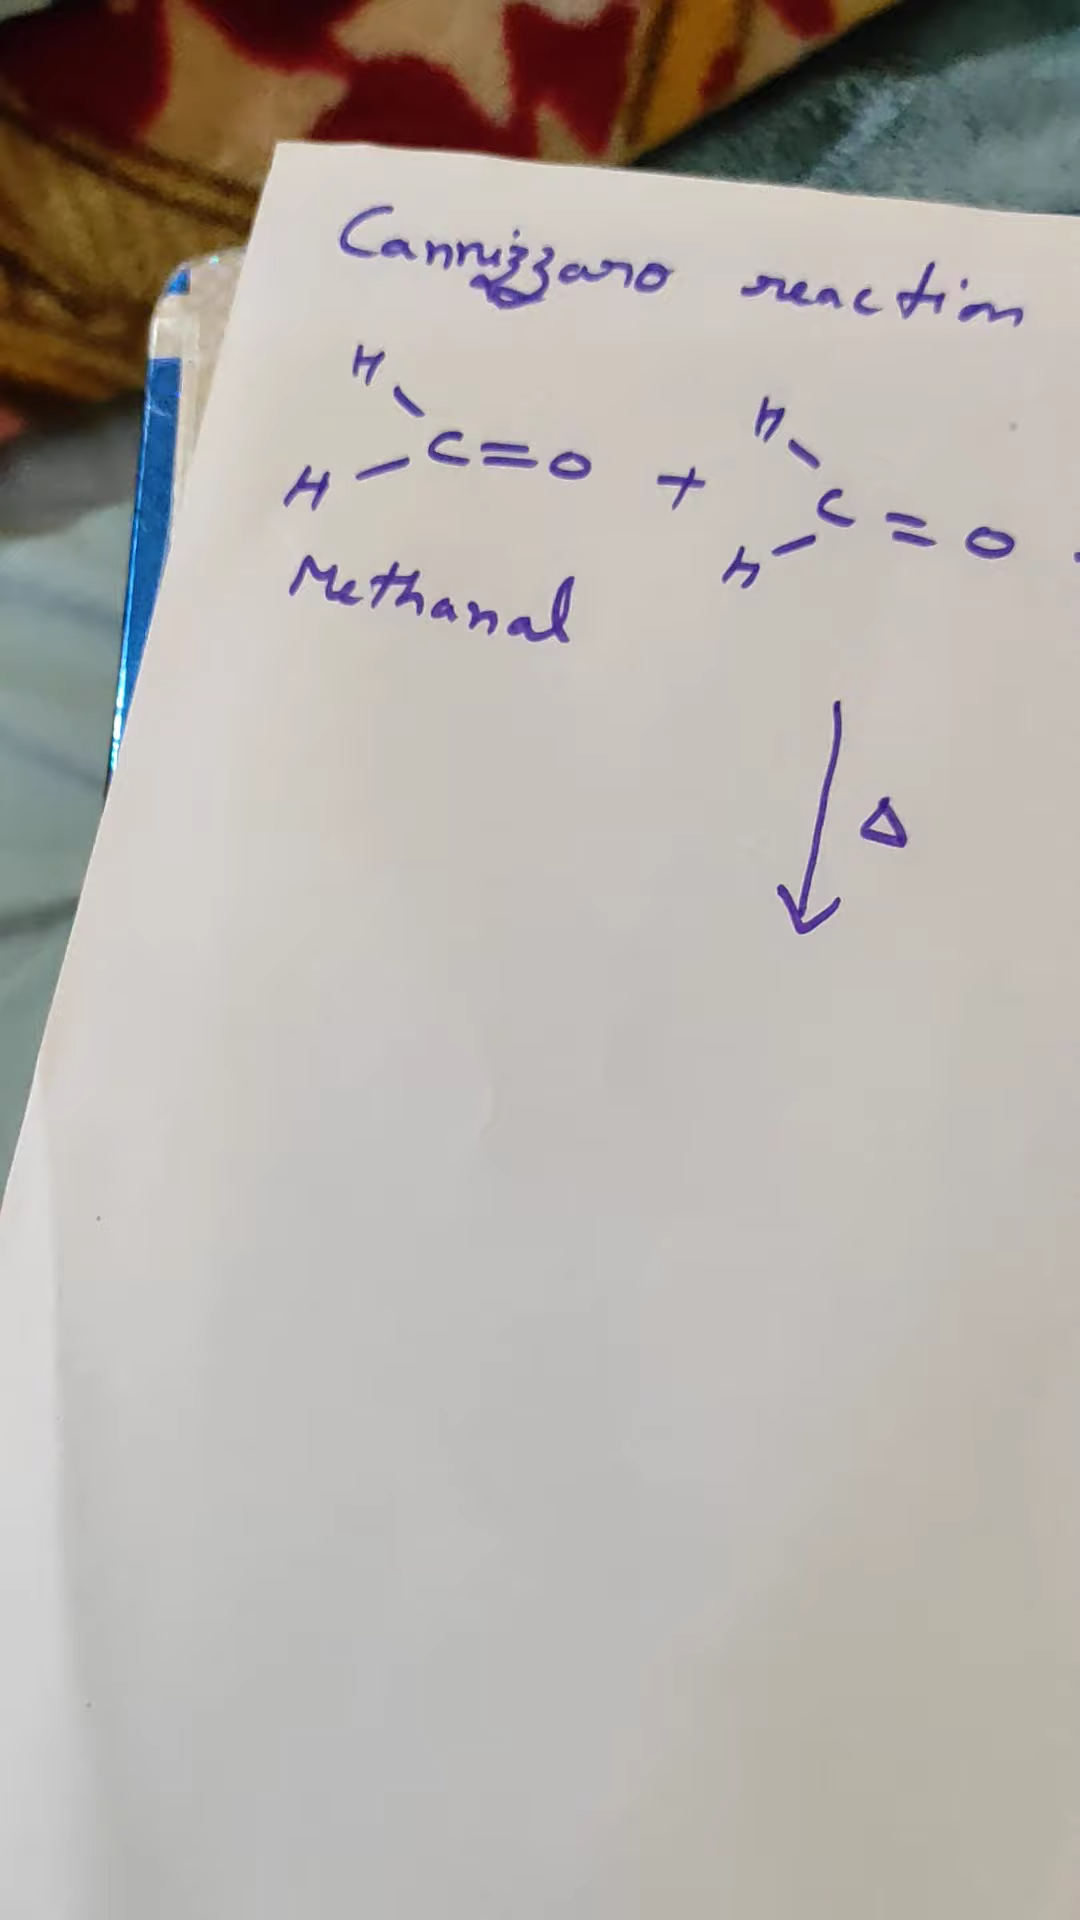 Cannizzaro reaction
H H
C=O + C=O
H H
Methanal
Δ